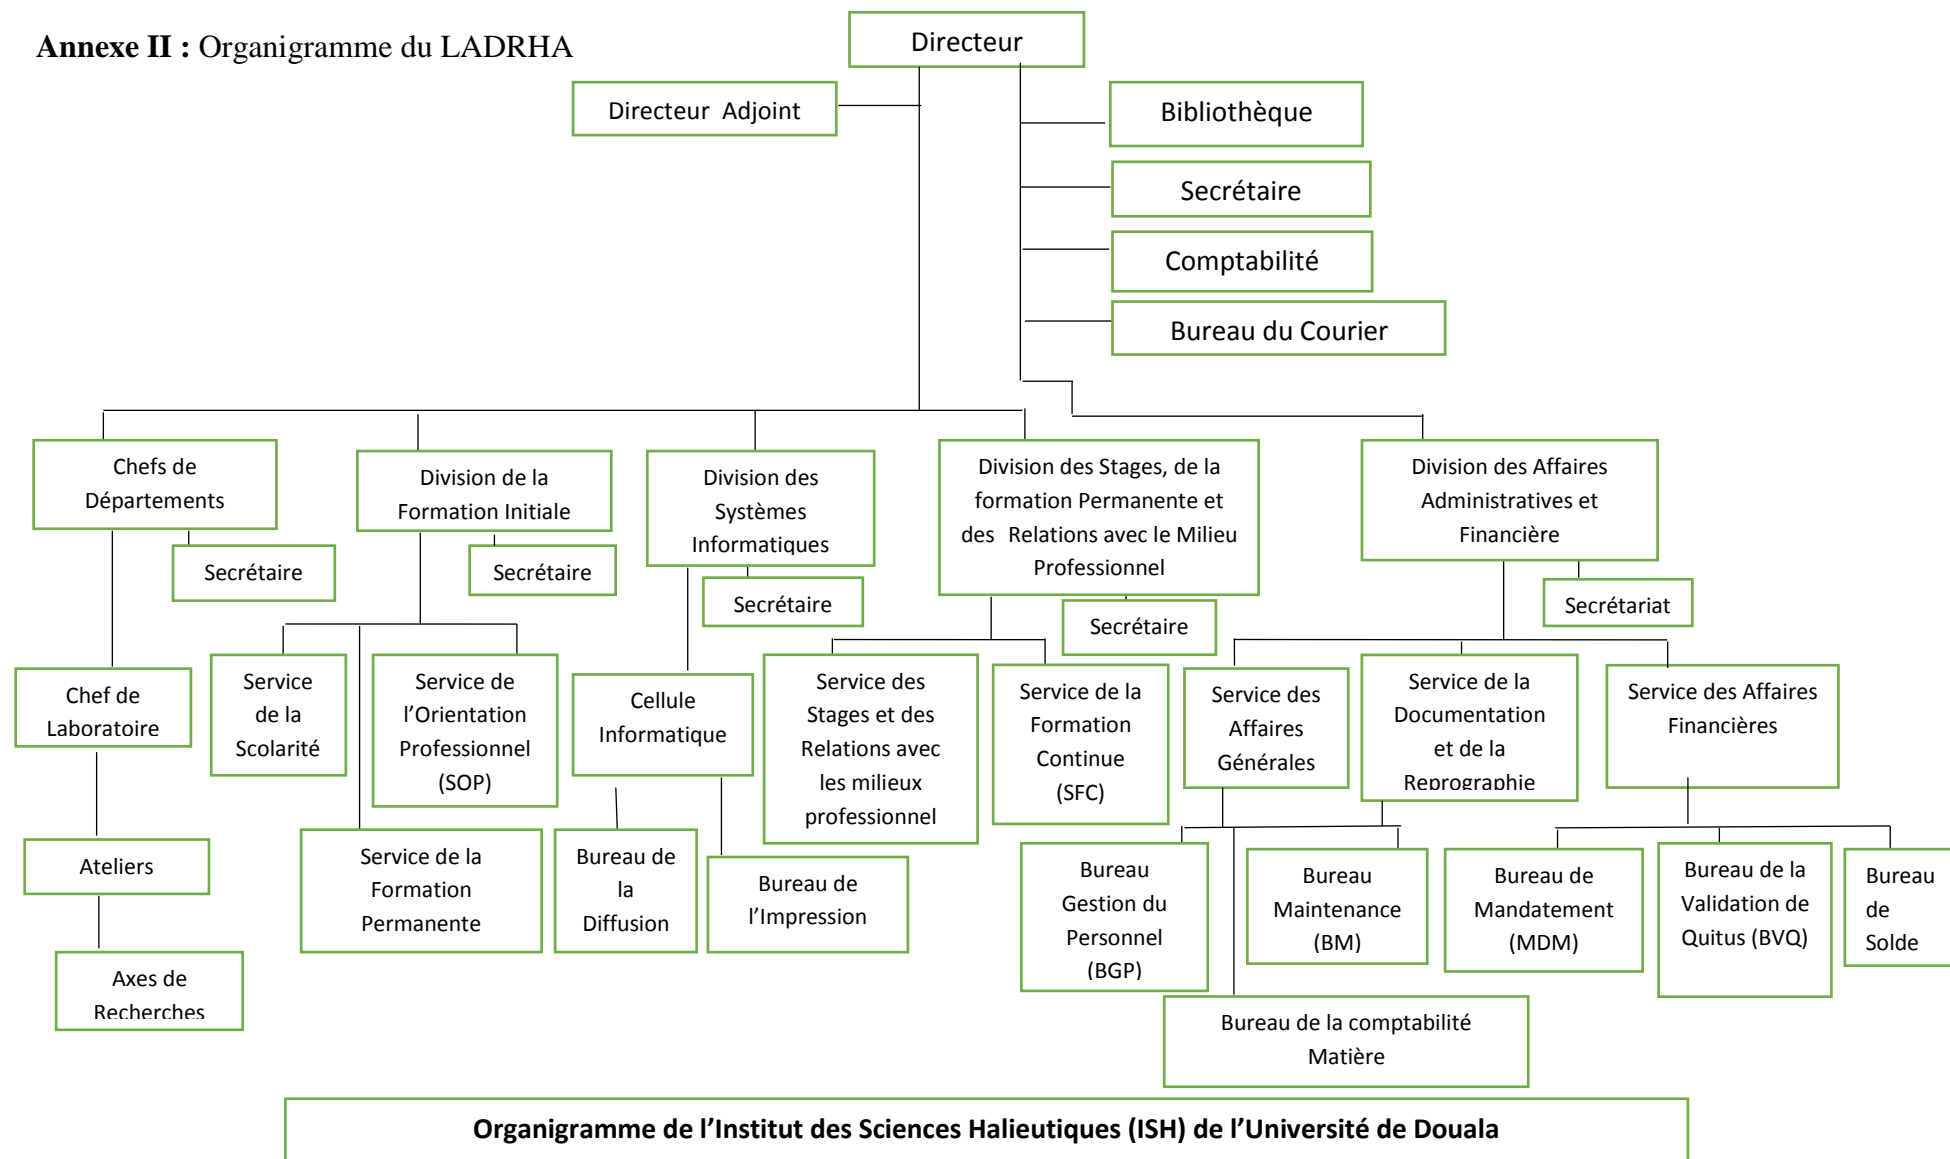 Annexe II : Organigramme du LADRHA
Directeur
Directeur Adjoint
Bibliothèque
Secrétaire
Comptabilité
Bureau du Courier
Chefs de
Départements
Secrétaire
Division de la
Formation Initiale
Secrétaire
Division des
Systèmes
Informatiques
Secrétaire
Division des Stages, de la
formation Permanente et
des Relations avec le Milieu
Professionnel
Secrétaire
Division des Affaires
Administratives et
Financière
Secrétariat
Chef de
Laboratoire
Service
de la
Scolarité
Service de
l’Orientation
Professionnel
(SOP)
Cellule
Informatique
Service des
Stages et des
Relations avec
les milieux
professionnel
Service de la
Formation
Continue
(SFC)
Service des
Affaires
Générales
Service de la
Documentation
et de la
Reprographie
Service des Affaires
Financières
Ateliers
Service de la
Formation
Permanente
Bureau de
la
Diffusion
Bureau de
l’Impression
Bureau
Gestion du
Personnel
(BGP)
Bureau
Maintenance
(BM)
Bureau de
Mandatement
(MDM)
Bureau de la
Validation de
Quitus (BVQ)
Bureau
de
Solde
Axes de
Recherches
Bureau de la comptabilité
Matière
Organigramme de l’Institut des Sciences Halieutiques (ISH) de l’Université de Douala